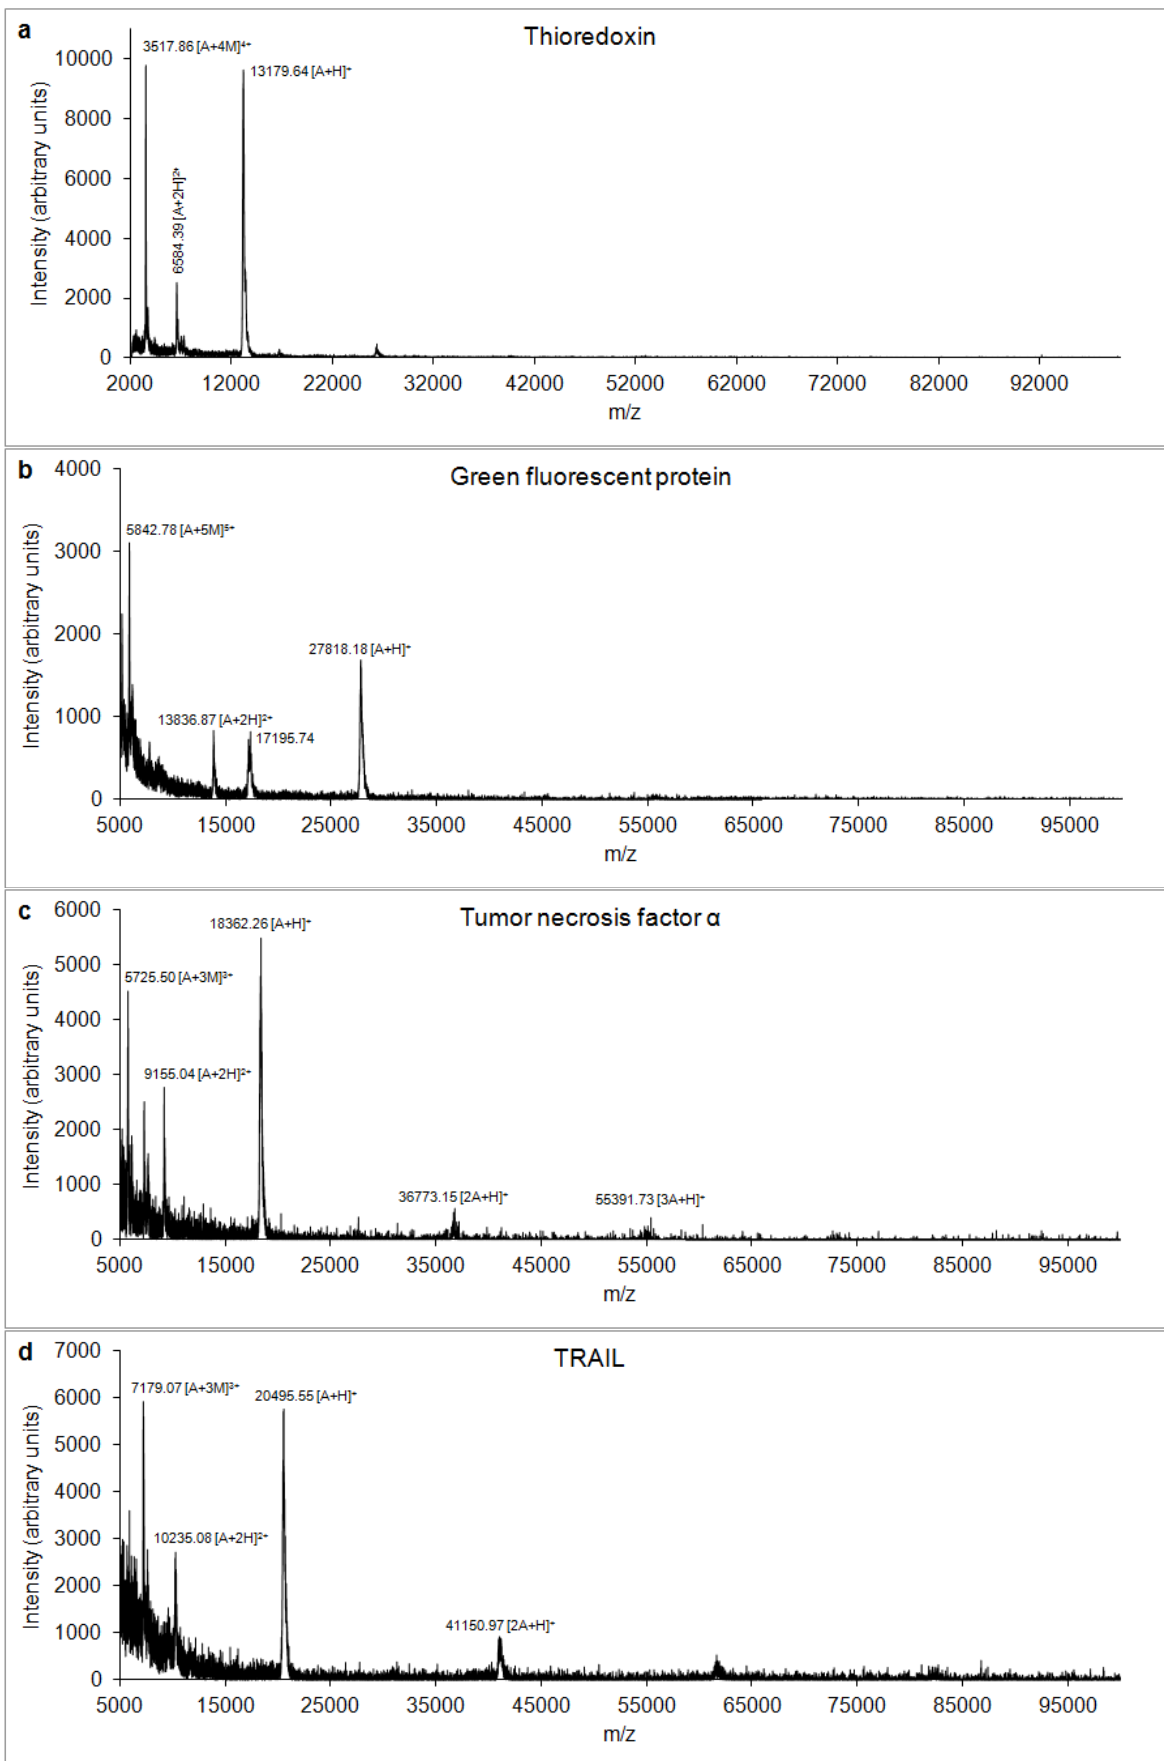 a
Thioredoxin
3517.86 [A+4M]⁴⁺
13179.64 [A+H]⁺
6584.39 [A+2H]²⁺
Intensity (arbitrary units)
10000
8000
6000
4000
2000
0
2000 12000 22000 32000 42000 52000 62000 72000 82000 92000
m/z
b
Green fluorescent protein
5842.78 [A+5M]⁵⁺
27818.18 [A+H]⁺
13836.87 [A+2H]²⁺
17195.74
Intensity (arbitrary units)
4000
3000
2000
1000
0
5000 15000 25000 35000 45000 55000 65000 75000 85000 95000
m/z
c
Tumor necrosis factor α
18362.26 [A+H]⁺
5725.50 [A+3M]³⁺
9155.04 [A+2H]²⁺
36773.15 [2A+H]⁺
55391.73 [3A+H]⁺
Intensity (arbitrary units)
6000
5000
4000
3000
2000
1000
0
5000 15000 25000 35000 45000 55000 65000 75000 85000 95000
m/z
d
TRAIL
7179.07 [A+3M]³⁺
20495.55 [A+H]⁺
10235.08 [A+2H]²⁺
41150.97 [2A+H]⁺
Intensity (arbitrary units)
7000
6000
5000
4000
3000
2000
1000
0
5000 15000 25000 35000 45000 55000 65000 75000 85000 95000
m/z